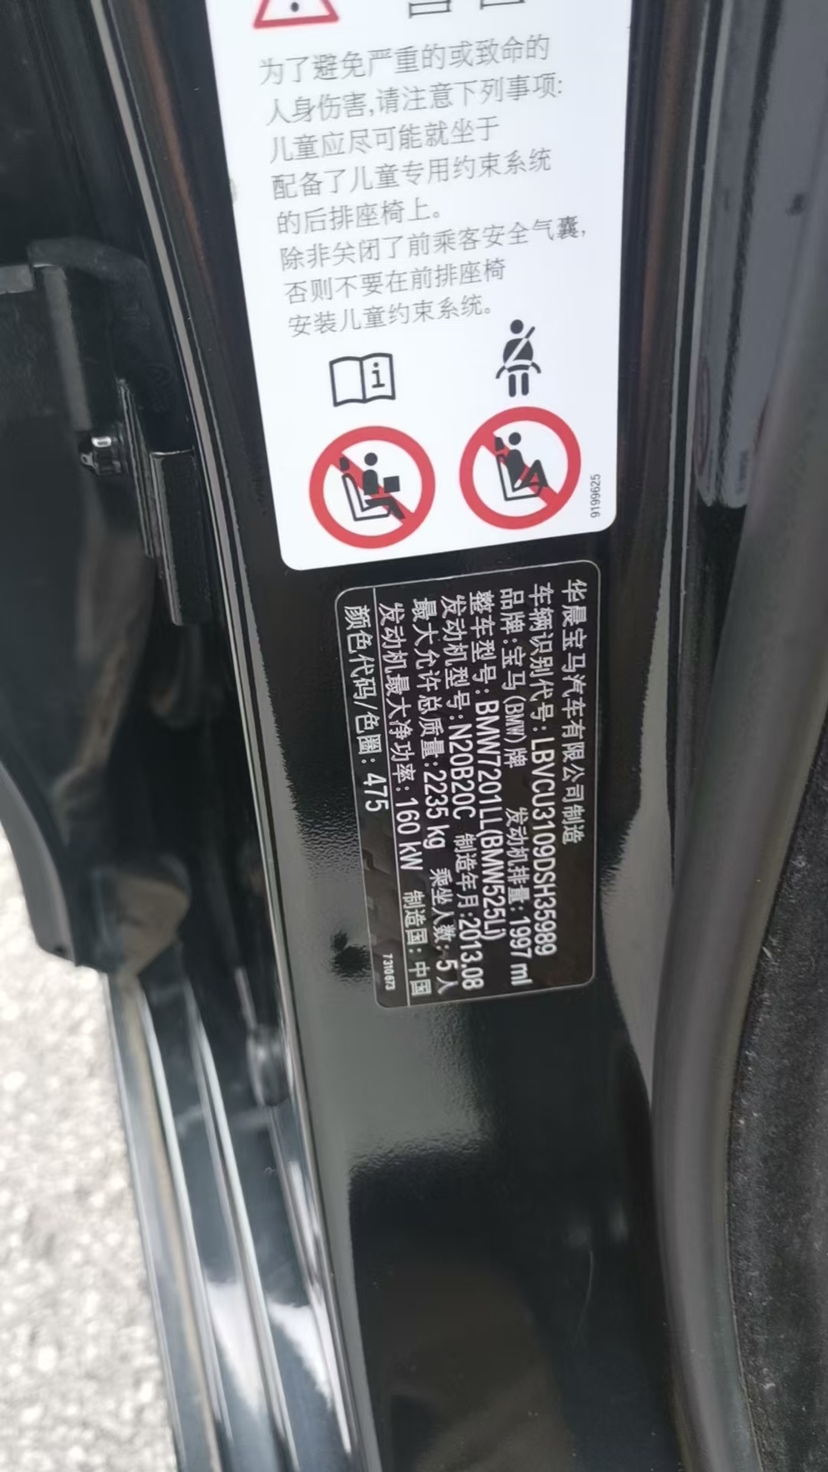 为了避免严重的或致命的
人身伤害,请注意下列事项:
儿童应尽可能就坐于
配备了儿童专用约束系统
的后排座椅上。
除非关闭了前乘客安全气囊,
否则不要在前排座椅
安装儿童约束系统。
9199625
华晨宝马汽车有限公司制造
车辆识别代号:LBVCU3109DSH35989
品牌:宝马(BMW)牌 发动机排量:1997 ml
整车型号:BMW7201LL(BMW525Li)
发动机型号:N20B20C 制造年月:2013.08
最大允许总质量:2235 kg 乘坐人数:5人
发动机最大净功率:160 kW 制造国:中国
颜色代码/色圈:475
7310673